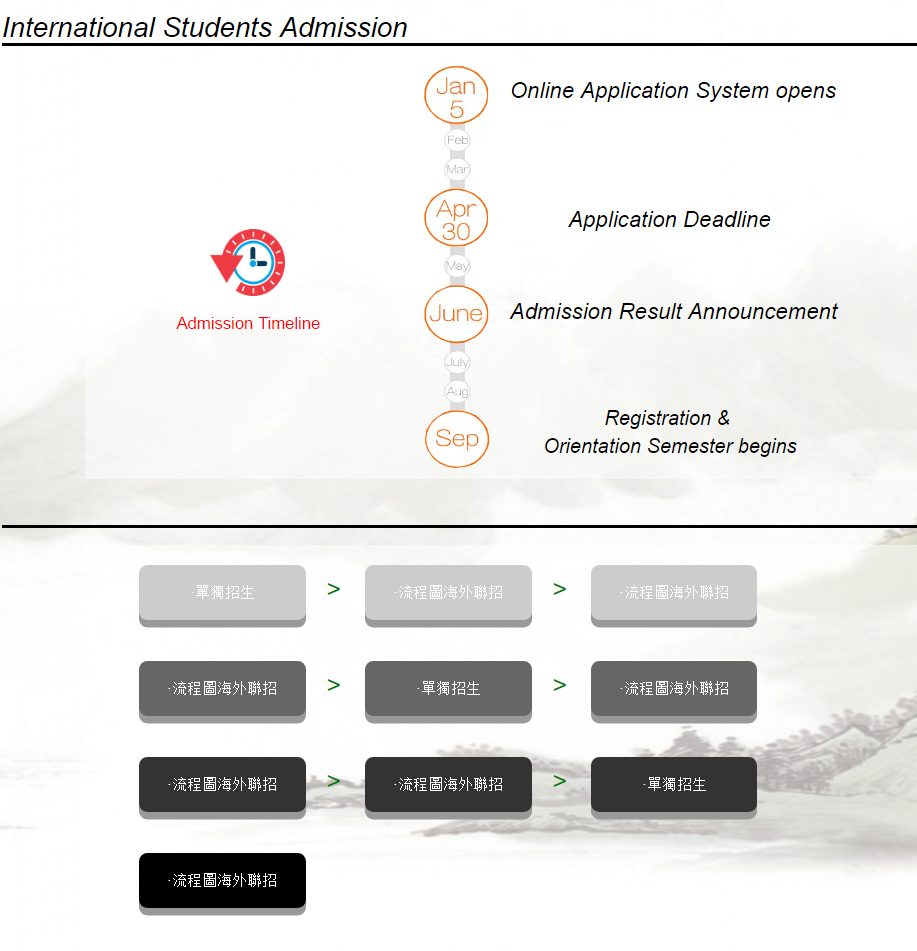 International Students Admission
Jan
5
Online Application System opens
Feb
Mar
Apr
30
Application Deadline
May
June
Admission Result Announcement
Admission Timeline
July
Aug
Sep
Registration &
Orientation Semester begins
·單獨招生 > ·流程圖海外聯招 > ·流程圖海外聯招
·流程圖海外聯招 > ·單獨招生 > ·流程圖海外聯招
·流程圖海外聯招 > ·流程圖海外聯招 > ·單獨招生
·流程圖海外聯招